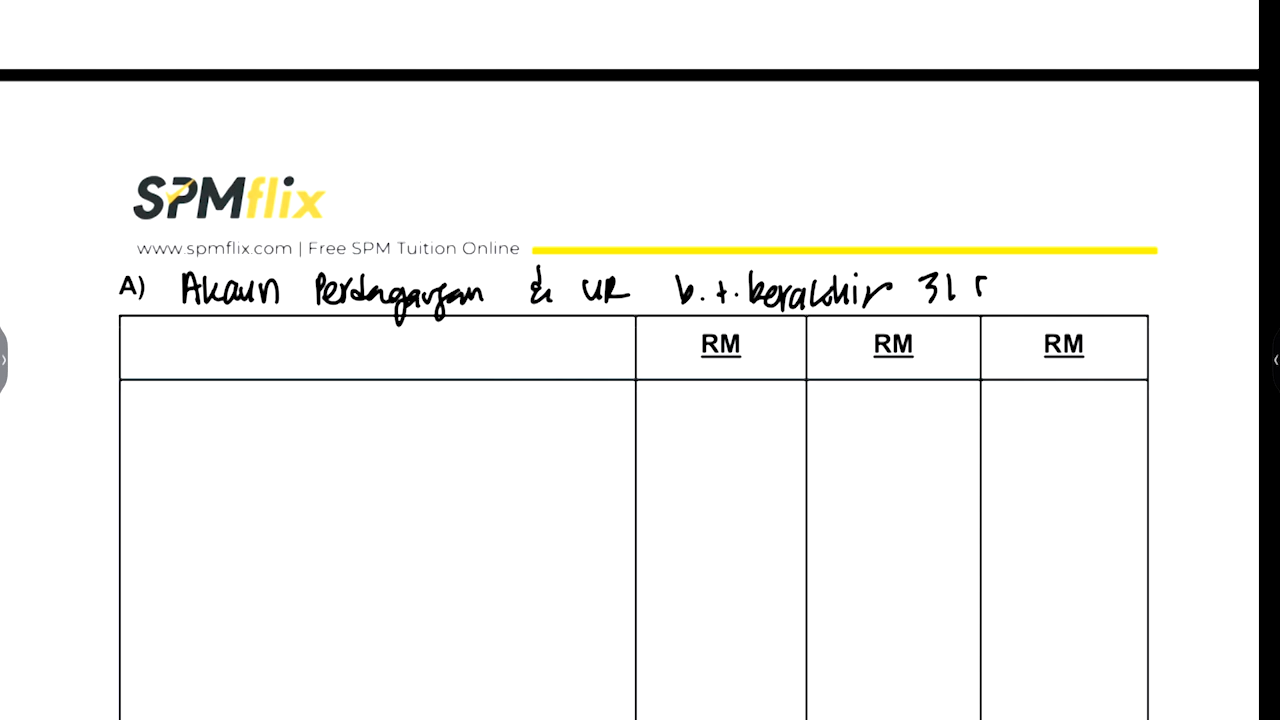 SPMflix
www.spmflix.com | Free SPM Tuition Online
A) Akaun Perdagangan & UR b.t. berakhir 31
RM RM RM